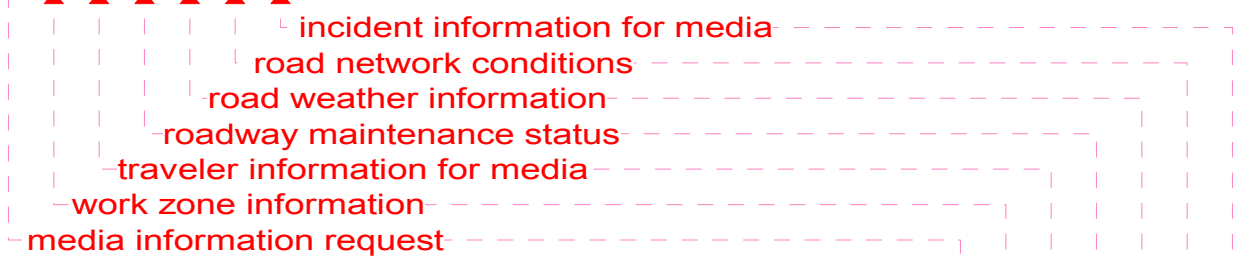 incident information for media
road network conditions
road weather information
roadway maintenance status
traveler information for media
work zone information
media information request